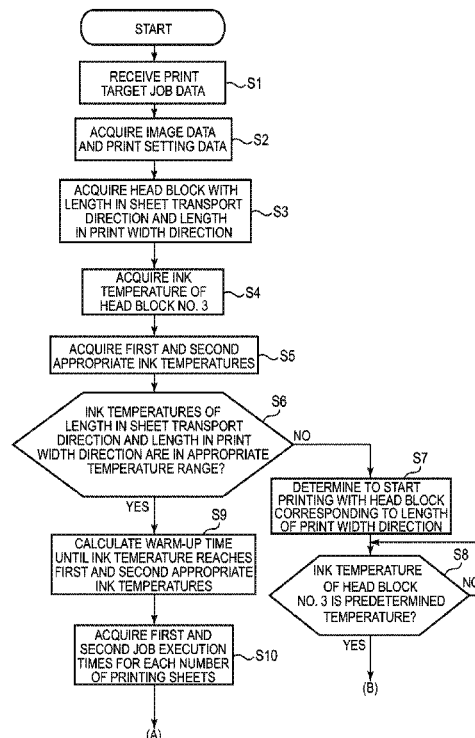 START
RECEIVE PRINT
TARGET JOB DATA
S1
ACQUIRE IMAGE DATA
AND PRINT SETTING DATA
S2
ACQUIRE HEAD BLOCK WITH
LENGTH IN SHEET TRANSPORT
DIRECTION AND LENGTH
IN PRINT WIDTH DIRECTION
S3
ACQUIRE INK
TEMPERATURE OF
HEAD BLOCK NO. 3
S4
ACQUIRE FIRST AND SECOND
APPROPRIATE INK TEMPERATURES
S5
INK TEMPERATURES OF
LENGTH IN SHEET TRANSPORT
DIRECTION AND LENGTH IN PRINT
WIDTH DIRECTION ARE IN APPROPRIATE
TEMPERATURE RANGE?
S6
NO
YES
S7
DETERMINE TO START
PRINTING WITH HEAD BLOCK
CORRESPONDING TO LENGTH
OF PRINT WIDTH DIRECTION
S8
INK TEMPERATURE
OF HEAD BLOCK
NO. 3 IS PREDETERMINED
TEMPERATURE?
NO
YES
(B)
S9
CALCULATE WARM-UP TIME
UNTIL INK TEMERATURE REACHES
FIRST AND SECOND APPROPRIATE
INK TEMPERATURES
ACQUIRE FIRST AND
SECOND JOB EXECUTION
TIMES FOR EACH NUMBER
OF PRINTING SHEETS
S10
(A)